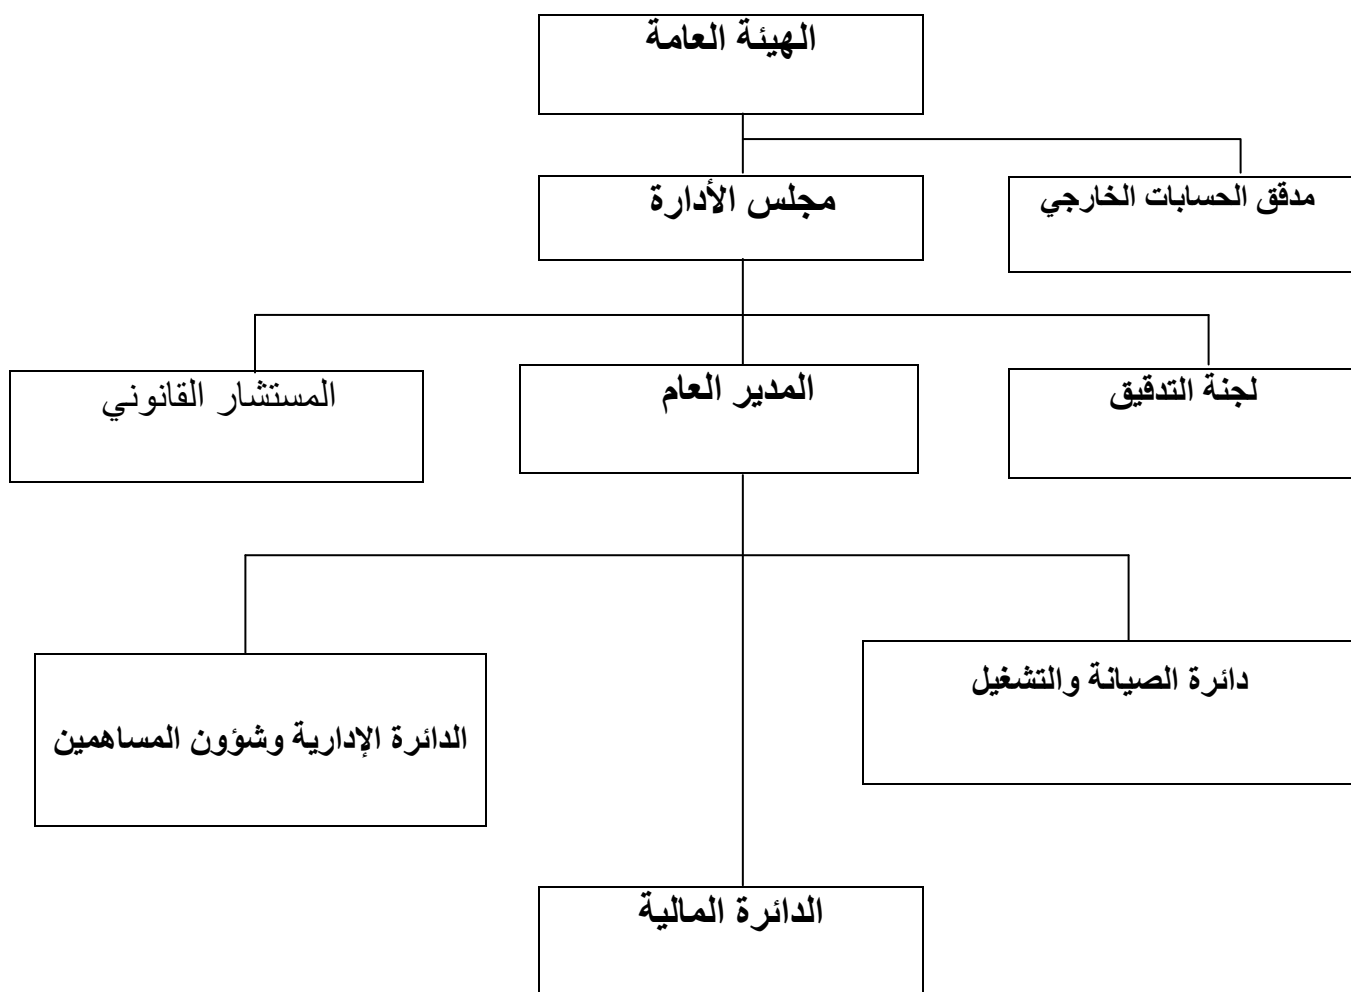 الهيئة العامة
مدقق الحسابات الخارجي
مجلس الأدارة
لجنة التدقيق
المدير العام
المستشار القانوني
دائرة الصيانة والتشغيل
الدائرة الإدارية وشؤون المساهمين
الدائرة المالية